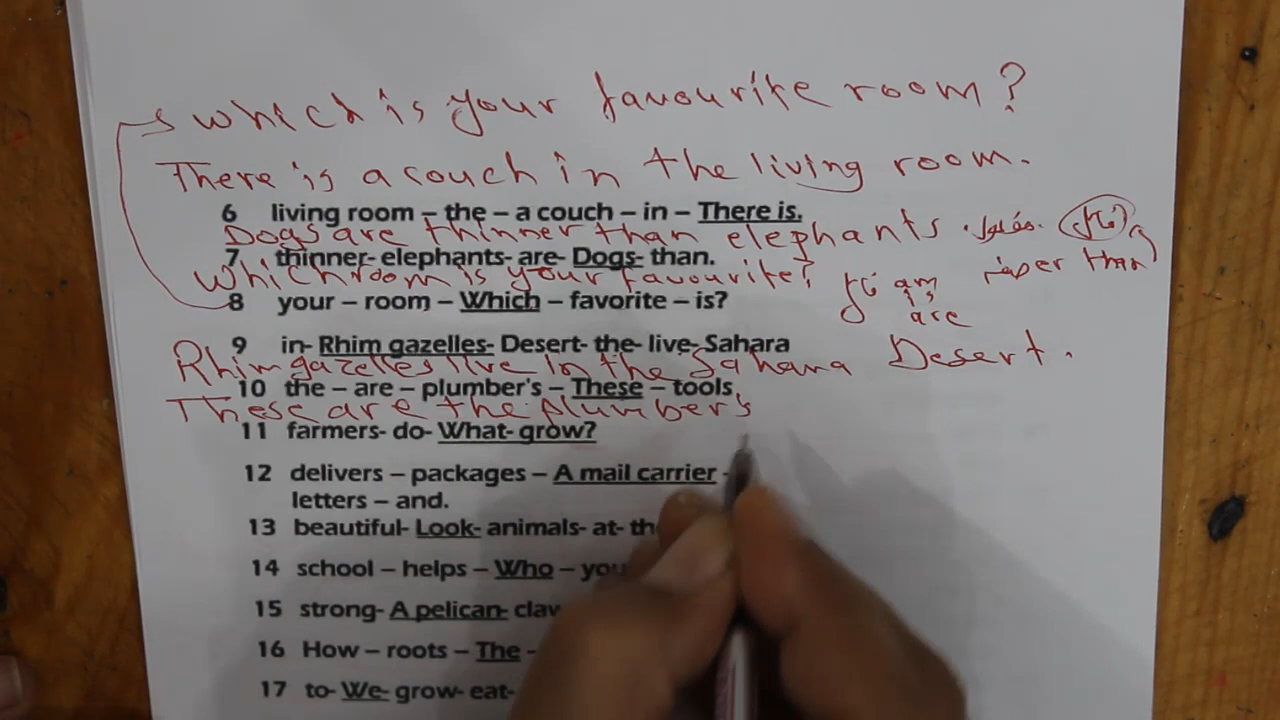 which is your favourite room?
There is a couch in the living room.
6 living room – the – a couch – in – There is.
Dogs are thinner than elephants .
7 thinner- elephants- are- Dogs- than.
which room is your favourite?
er than
8 your – room – Which – favorite – is?
am
is
are
9 in- Rhim gazelles- Desert- the- live- Sahara
Rhim gazelles live in the Sahara Desert.
10 the – are – plumber's – These – tools
These are the plumber's
11 farmers- do- What- grow?
12 delivers – packages – A mail carrier -
letters – and.
13 beautiful- Look- animals- at- th
14 school – helps – Who – you
15 strong- A pelican- claw
16 How – roots – The -
17 to- We- grow- eat-